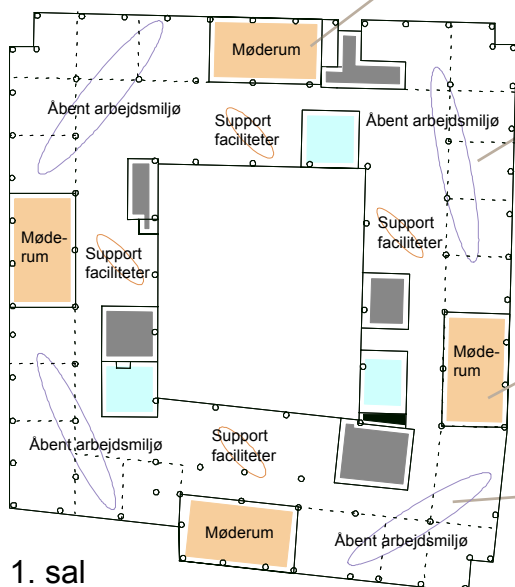 Møderum
Åbent arbejdsmiljø
Support
faciliteter
Åbent arbejdsmiljø
Møde-
rum
Support
faciliteter
Support
faciliteter
Møde-
rum
Åbent arbejdsmiljø
Support
faciliteter
Møderum
Åbent arbejdsmiljø
1. sal